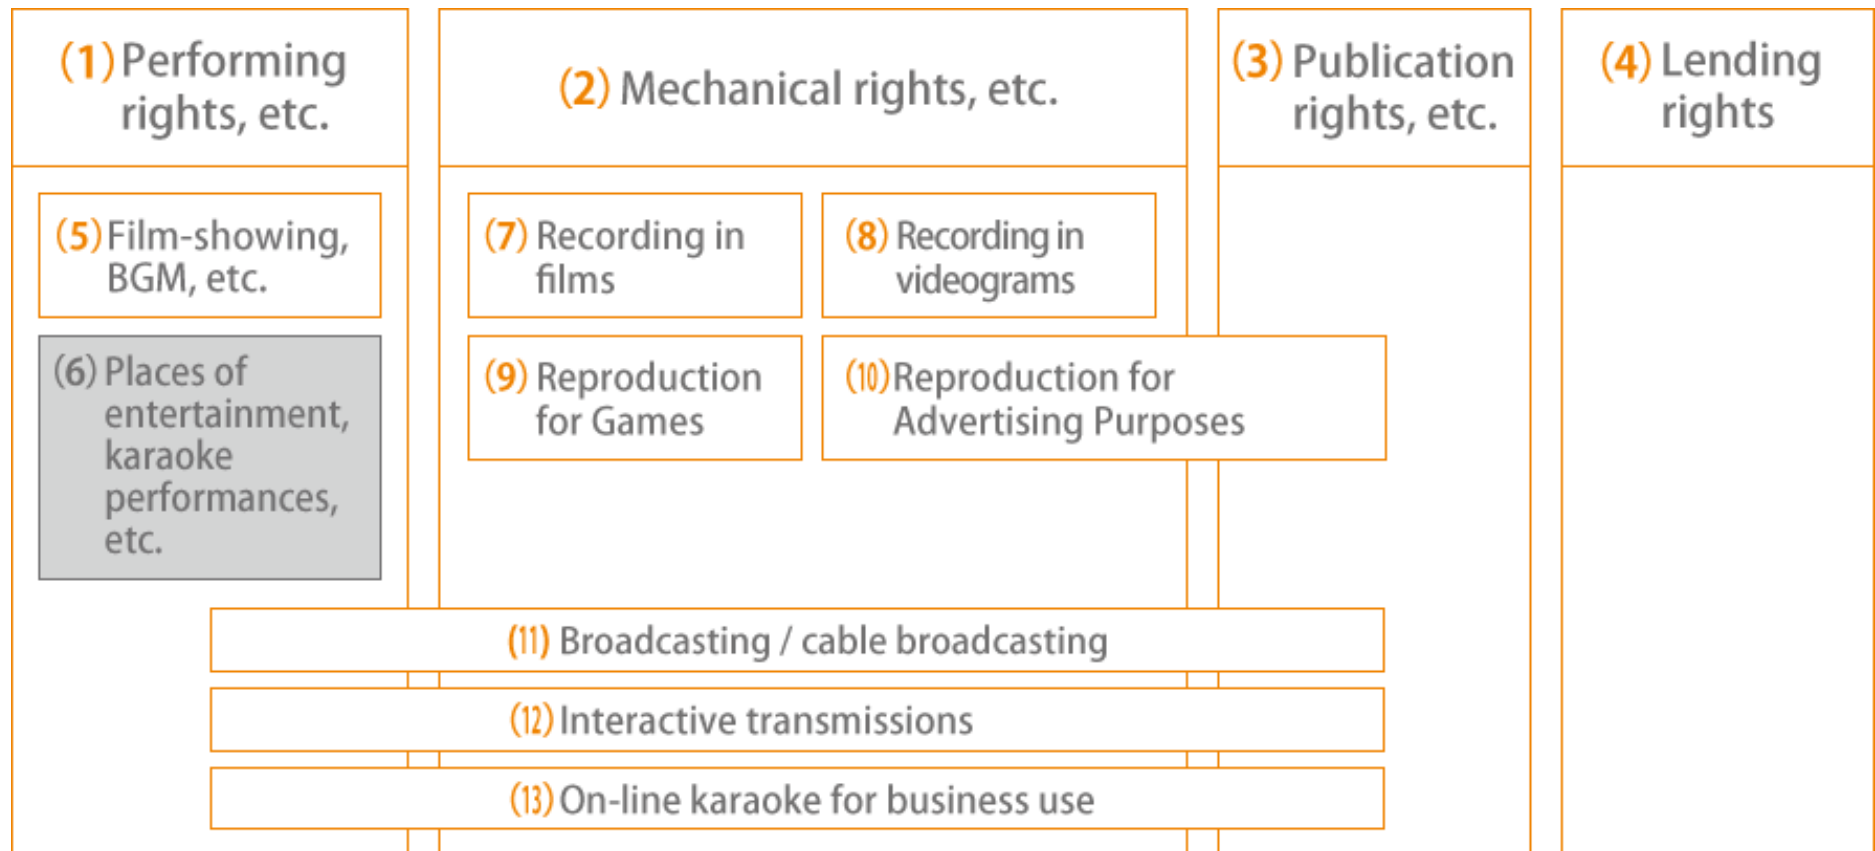 (1) Performing
rights, etc.
(2) Mechanical rights, etc.
(3) Publication
rights, etc.
(4) Lending
rights
(5) Film-showing,
BGM, etc.
(6) Places of
entertainment,
karaoke
performances,
etc.
(7) Recording in
films
(8) Recording in
videograms
(9) Reproduction
for Games
(10) Reproduction for
Advertising Purposes
(11) Broadcasting / cable broadcasting
(12) Interactive transmissions
(13) On-line karaoke for business use